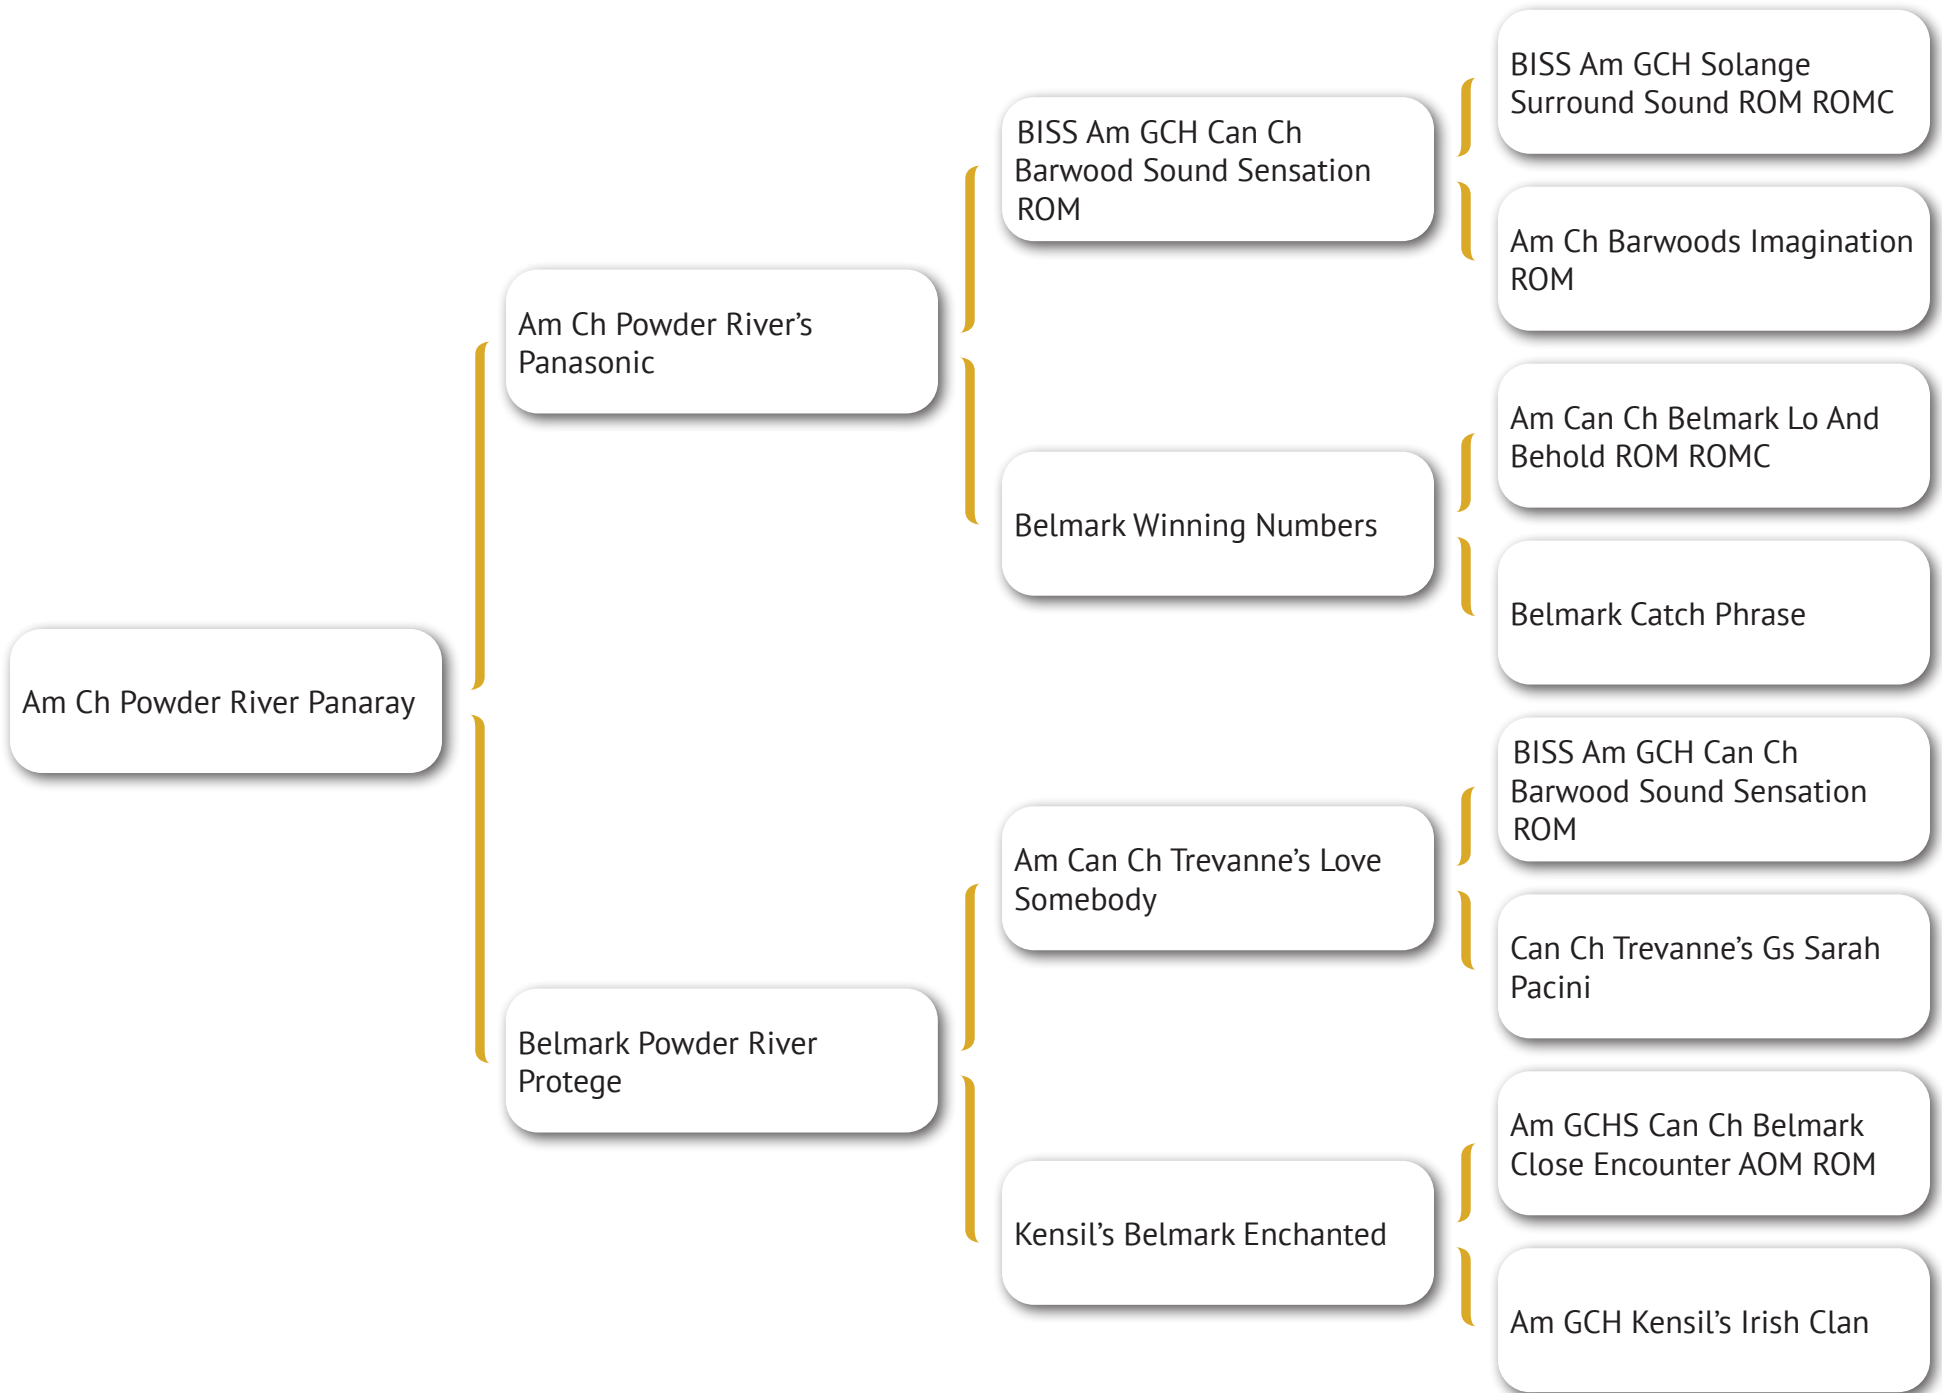 Am Ch Powder River Panaray
Am Ch Powder River’s
Panasonic
Belmark Powder River
Protege
BISS Am GCH Can Ch
Barwood Sound Sensation
ROM
Belmark Winning Numbers
Am Can Ch Trevanne’s Love
Somebody
Kensil’s Belmark Enchanted
BISS Am GCH Solange
Surround Sound ROM ROMC
Am Ch Barwoods Imagination
ROM
Am Can Ch Belmark Lo And
Behold ROM ROMC
Belmark Catch Phrase
BISS Am GCH Can Ch
Barwood Sound Sensation
ROM
Can Ch Trevanne’s Gs Sarah
Pacini
Am GCHS Can Ch Belmark
Close Encounter AOM ROM
Am GCH Kensil’s Irish Clan